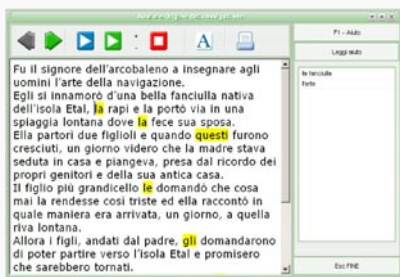 F1 - Aiuto
Leggi aiuto
A
Fu il signore dell'arcobaleno a insegnare agli
uomini l'arte della navigazione.
Egli si innamorò d'una bella fanciulla nativa
dell'isola Etal, la rapì e la portò via in una
spiaggia lontana dove la fece sua sposa.
Ella partorì due figlioli e quando questi furono
cresciuti, un giorno videro che la madre stava
seduta in casa e piangeva, presa dal ricordo dei
propri genitori e della sua antica casa.
Il figlio più grandicello le domandò che cosa
mai la rendesse così triste ed ella raccontò in
quale maniera era arrivata, un giorno, a quella
riva lontana.
Allora i figli, andati dal padre, gli domandarono
di poter partire verso l'isola Etal e promisero
che sarebbero tornati.
la fanciulla
Esc FINE